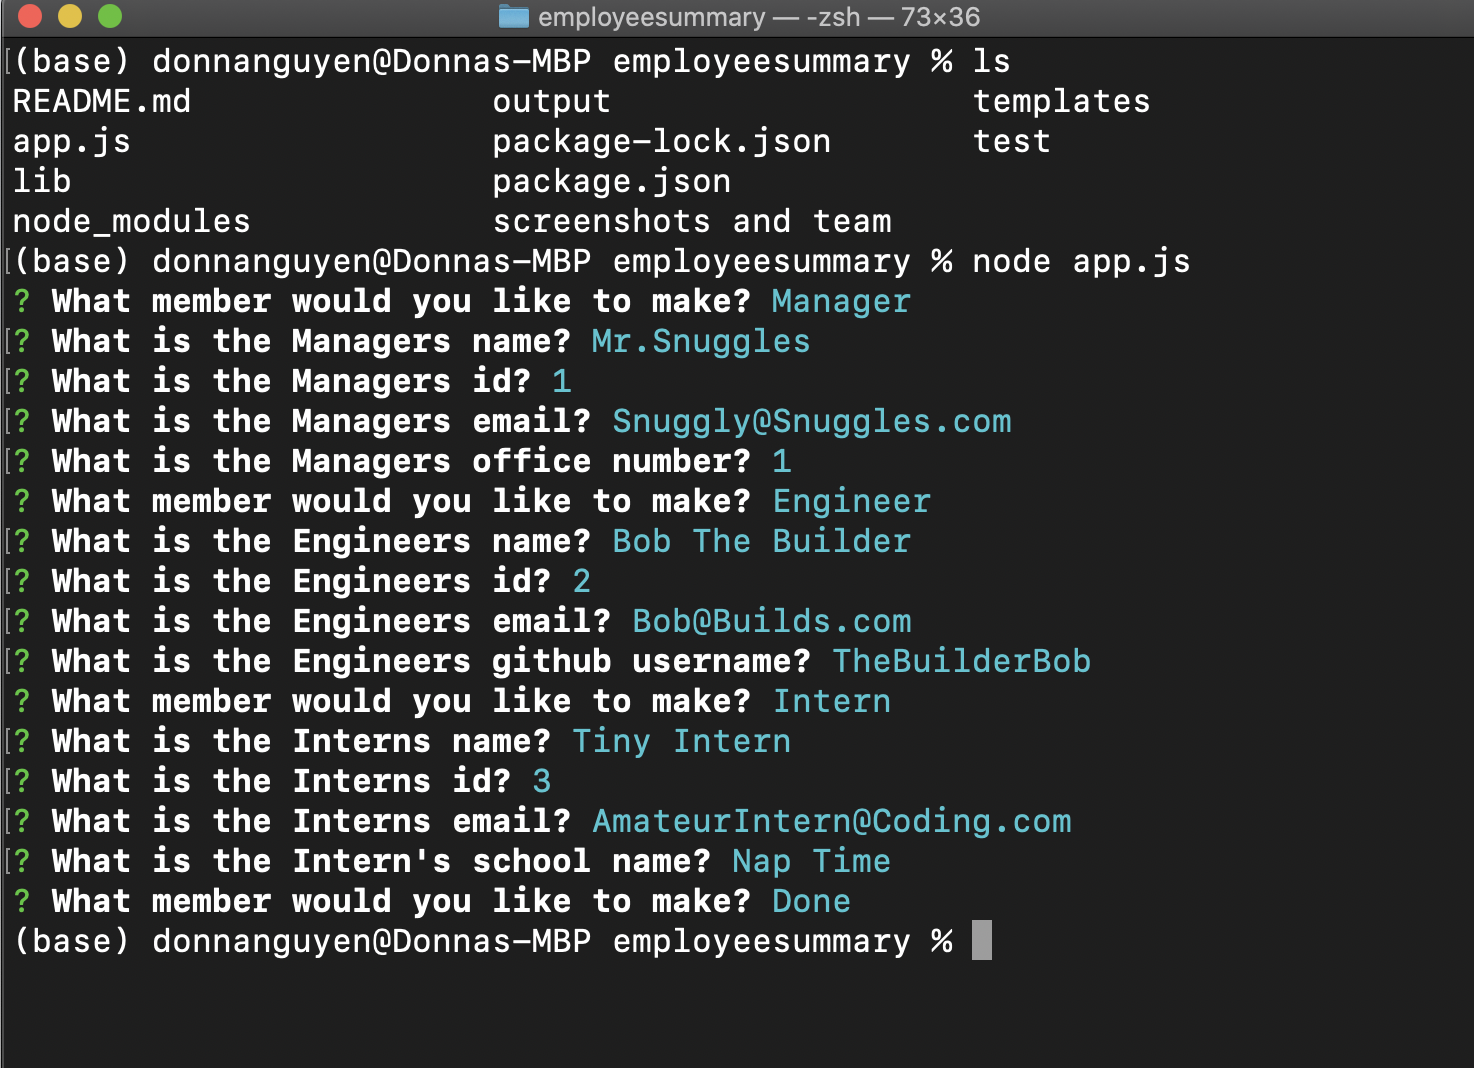 employeesummary — -zsh — 73×36
[(base) donnanguyen@Donnas-MBP employeesummary % ls
README.md output templates
app.js package-lock.json test
lib package.json
node_modules screenshots and team
[(base) donnanguyen@Donnas-MBP employeesummary % node app.js
? What member would you like to make? Manager
[? What is the Managers name? Mr.Snuggles
[? What is the Managers id? 1
[? What is the Managers email? Snuggly@Snuggles.com
[? What is the Managers office number? 1
? What member would you like to make? Engineer
[? What is the Engineers name? Bob The Builder
[? What is the Engineers id? 2
[? What is the Engineers email? Bob@Builds.com
[? What is the Engineers github username? TheBuilderBob
? What member would you like to make? Intern
[? What is the Interns name? Tiny Intern
[? What is the Interns id? 3
[? What is the Interns email? AmateurIntern@Coding.com
[? What is the Intern's school name? Nap Time
? What member would you like to make? Done
(base) donnanguyen@Donnas-MBP employeesummary %